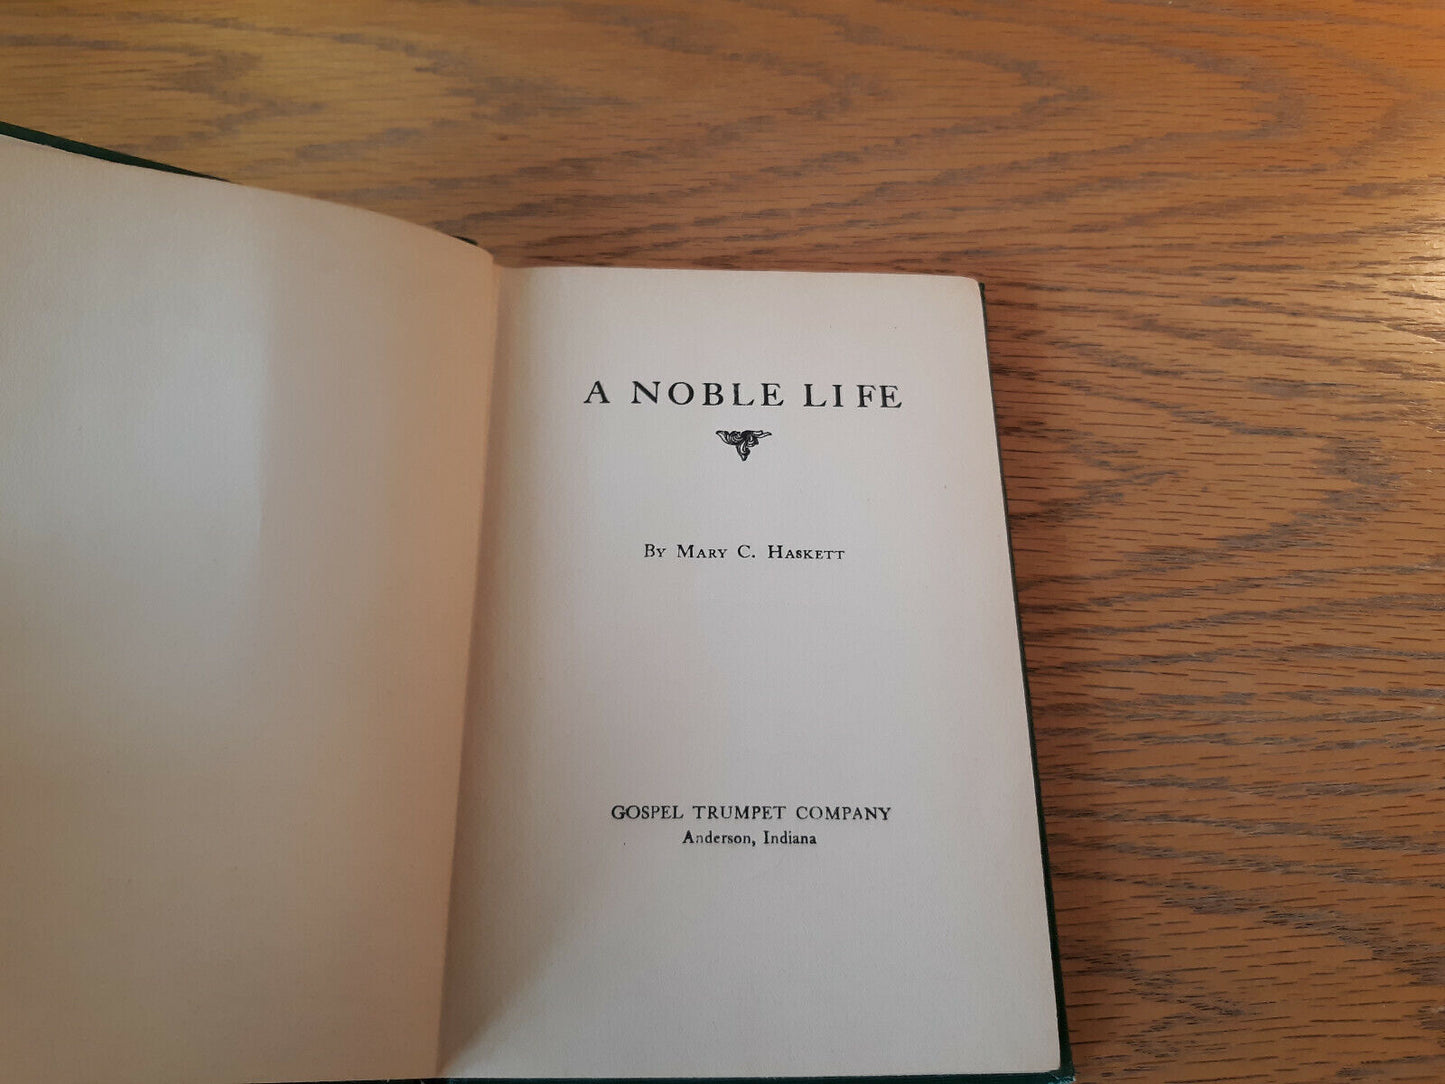 A NOBLE LIFE
By Mary C. Haskett
GOSPEL TRUMPET COMPANY
Anderson, Indiana